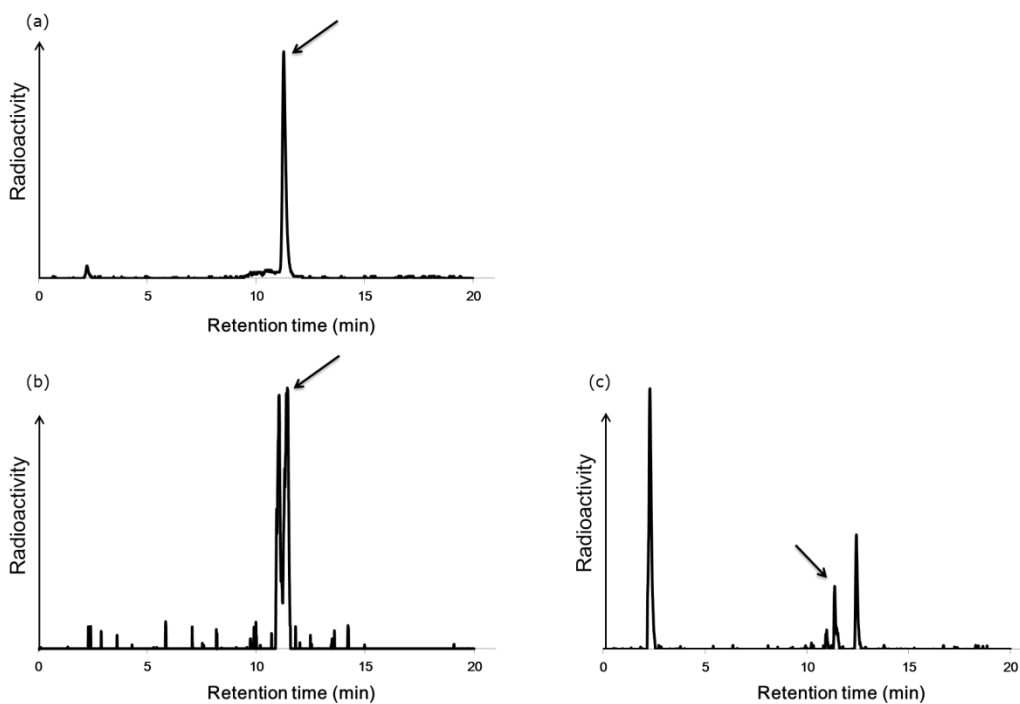 (a)
Radioactivity
0 5 10 15 20
Retention time (min)
(b)
Radioactivity
0 5 10 15 20
Retention time (min)
(c)
Radioactivity
0 5 10 15 20
Retention time (min)